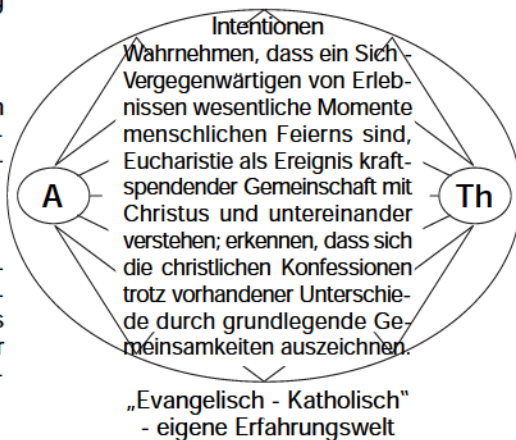 Intentionen
Wahrnehmen, dass ein Sich -
Vergegenwärtigen von Erleb-
nissen wesentliche Momente
menschlichen Feierns sind,
Eucharistie als Ereignis kraft-
A
spendender Gemeinschaft mit
Th
Christus und untereinander
verstehen; erkennen, dass sich
die christlichen Konfessionen
trotz vorhandener Unterschie-
de durch grundlegende Ge-
meinsamkeiten auszeichnen.
„Evangelisch - Katholisch“
- eigene Erfahrungswelt